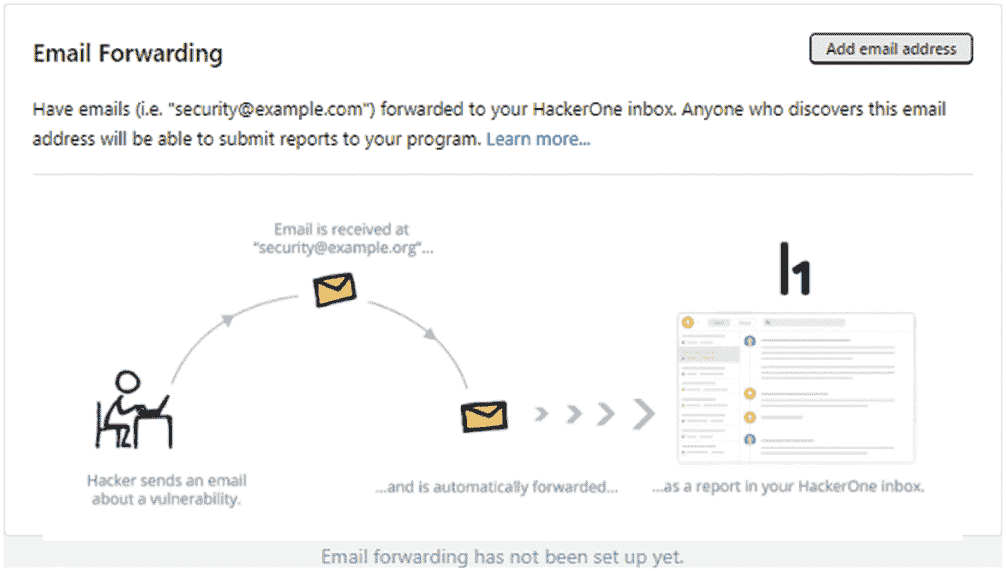 Email Forwarding
Add email address
Have emails (i.e. "security@example.com") forwarded to your HackerOne inbox. Anyone who discovers this email
address will be able to submit reports to your program. Learn more...
Email is received at
"security@example.org"...
Hacker sends an email
about a vulnerability.
...and is automatically forwarded...
...as a report in your HackerOne inbox.
Email forwarding has not been set up yet.